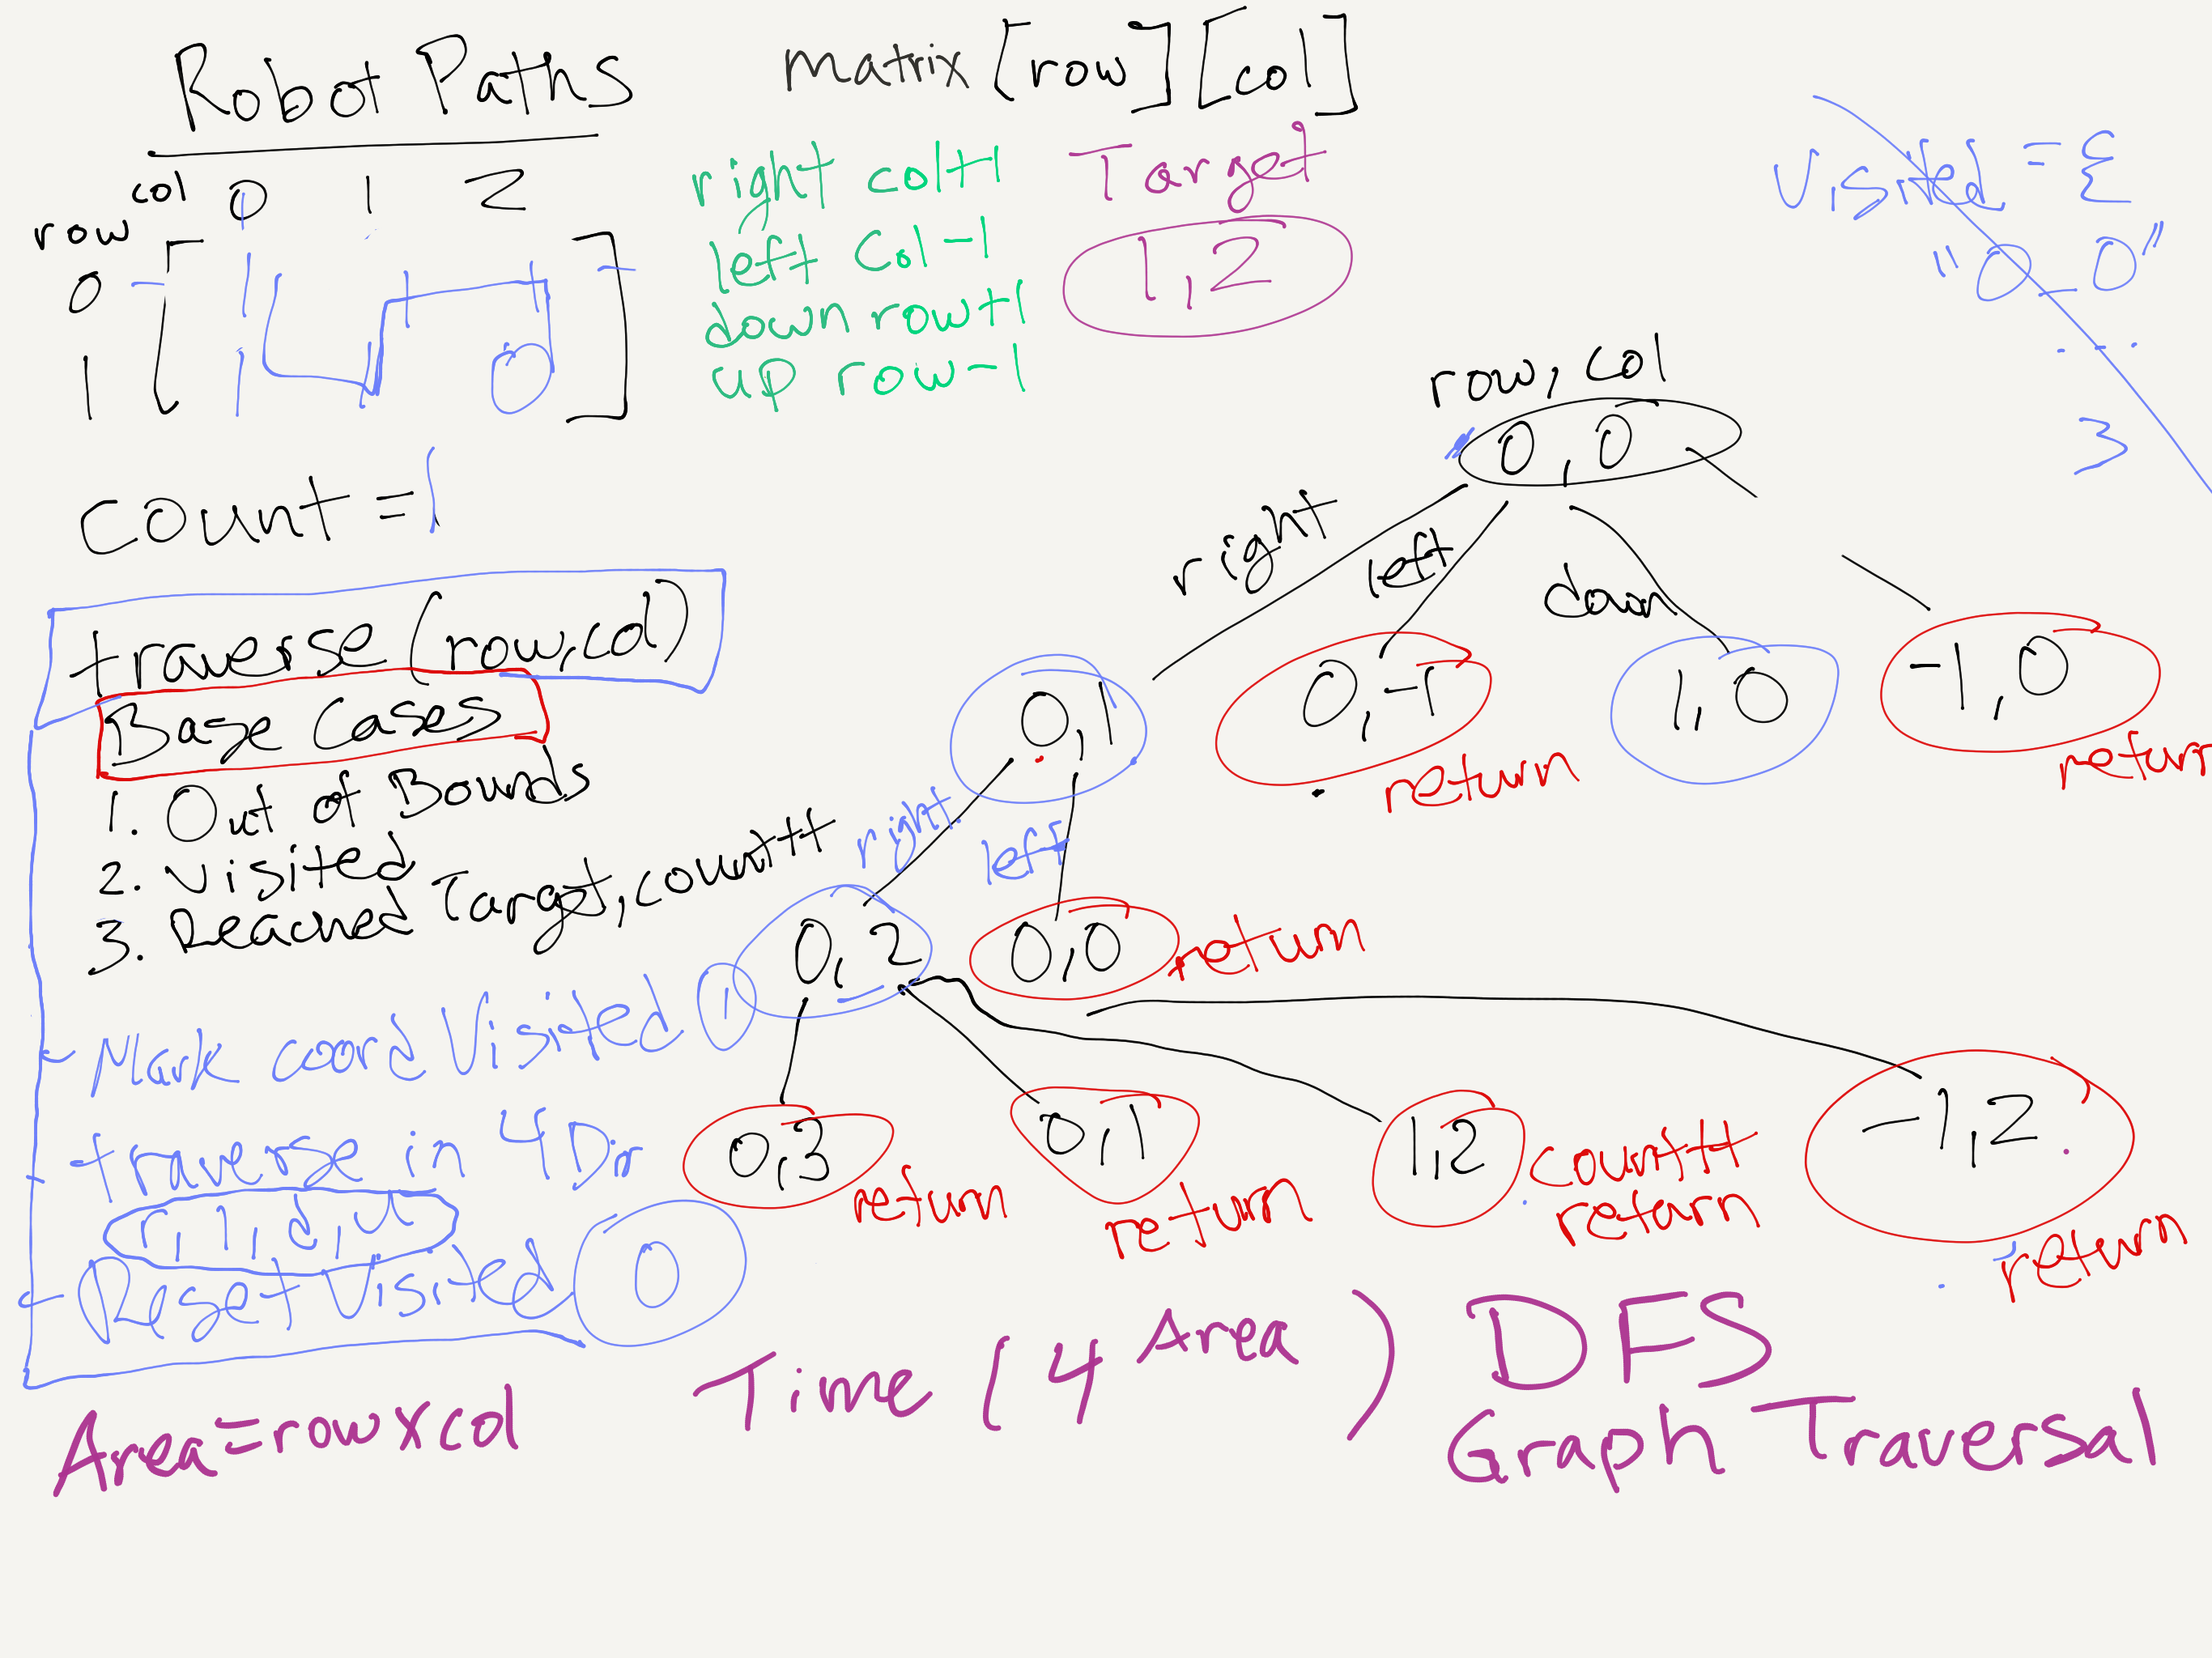 Robot Paths
matrix [row][col]
right col+1
left col-1
down row+1
up row-1
Target
1,2
Visited = {
"0_0"
...
}
col 0 1 2
row
0 [ 1 1 1 ]
1 [ 1 1 0 ]
count = 1
row, col
0,0
right
left
down
0,1
0,-1
return
1,0
-1,0
return
traverse (row,col)
Base Cases
1. Out of Bounds
2. Visited
3. Reached Target, count++
right
left
0,2
0,0
return
- Mark coord Visited 1
- traverse in 4 Dir
r, l, d, u
- Reset Visited 0
0,3
return
0,1
return
1,2
count++
return
-1,2
return
Area = row x col
Time (4 Area)
DFS
Graph Traversal